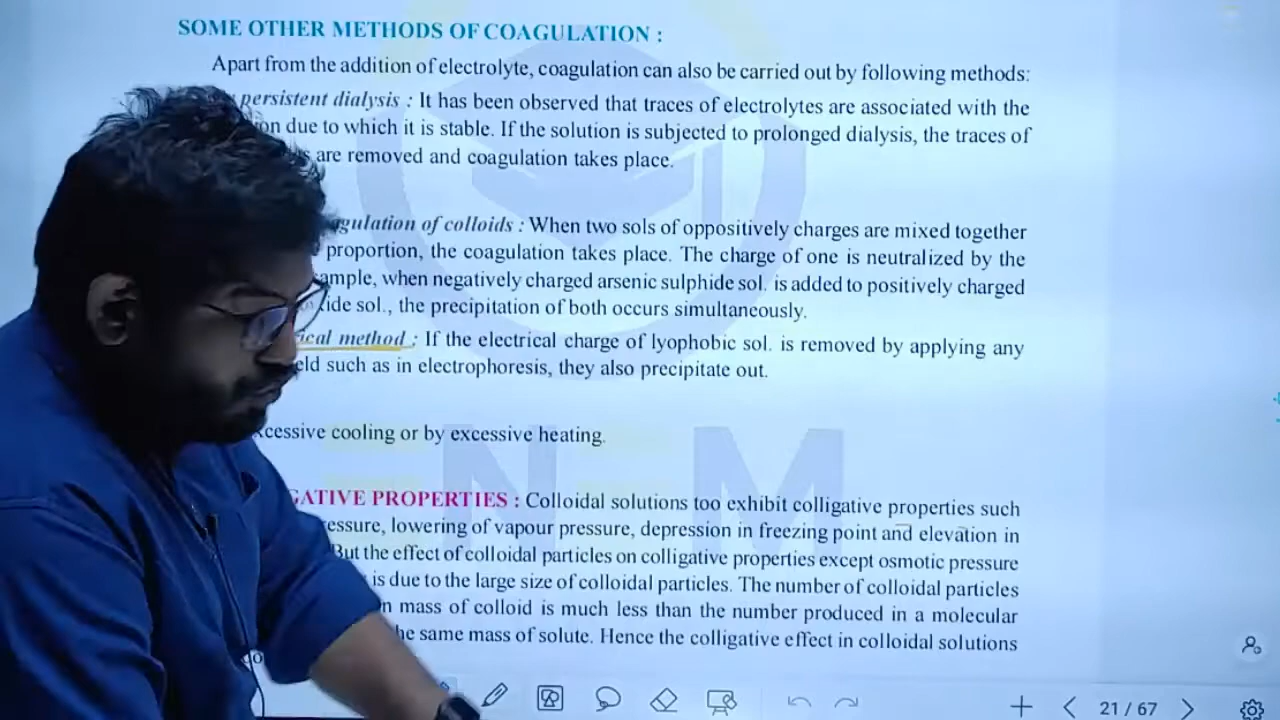 SOME OTHER METHODS OF COAGULATION :
Apart from the addition of electrolyte, coagulation can also be carried out by following methods:
persistent dialysis : It has been observed that traces of electrolytes are associated with the
on due to which it is stable. If the solution is subjected to prolonged dialysis, the traces of
s are removed and coagulation takes place.
agulation of colloids : When two sols of oppositively charges are mixed together
proportion, the coagulation takes place. The charge of one is neutralized by the
ample, when negatively charged arsenic sulphide sol. is added to positively charged
ide sol., the precipitation of both occurs simultaneously.
ical method : If the electrical charge of lyophobic sol. is removed by applying any
eld such as in electrophoresis, they also precipitate out.
xcessive cooling or by excessive heating.
GATIVE PROPERTIES : Colloidal solutions too exhibit colligative properties such
essure, lowering of vapour pressure, depression in freezing point and elevation in
But the effect of colloidal particles on colligative properties except osmotic pressure
is due to the large size of colloidal particles. The number of colloidal particles
n mass of colloid is much less than the number produced in a molecular
he same mass of solute. Hence the colligative effect in colloidal solutions
N M
21 / 67